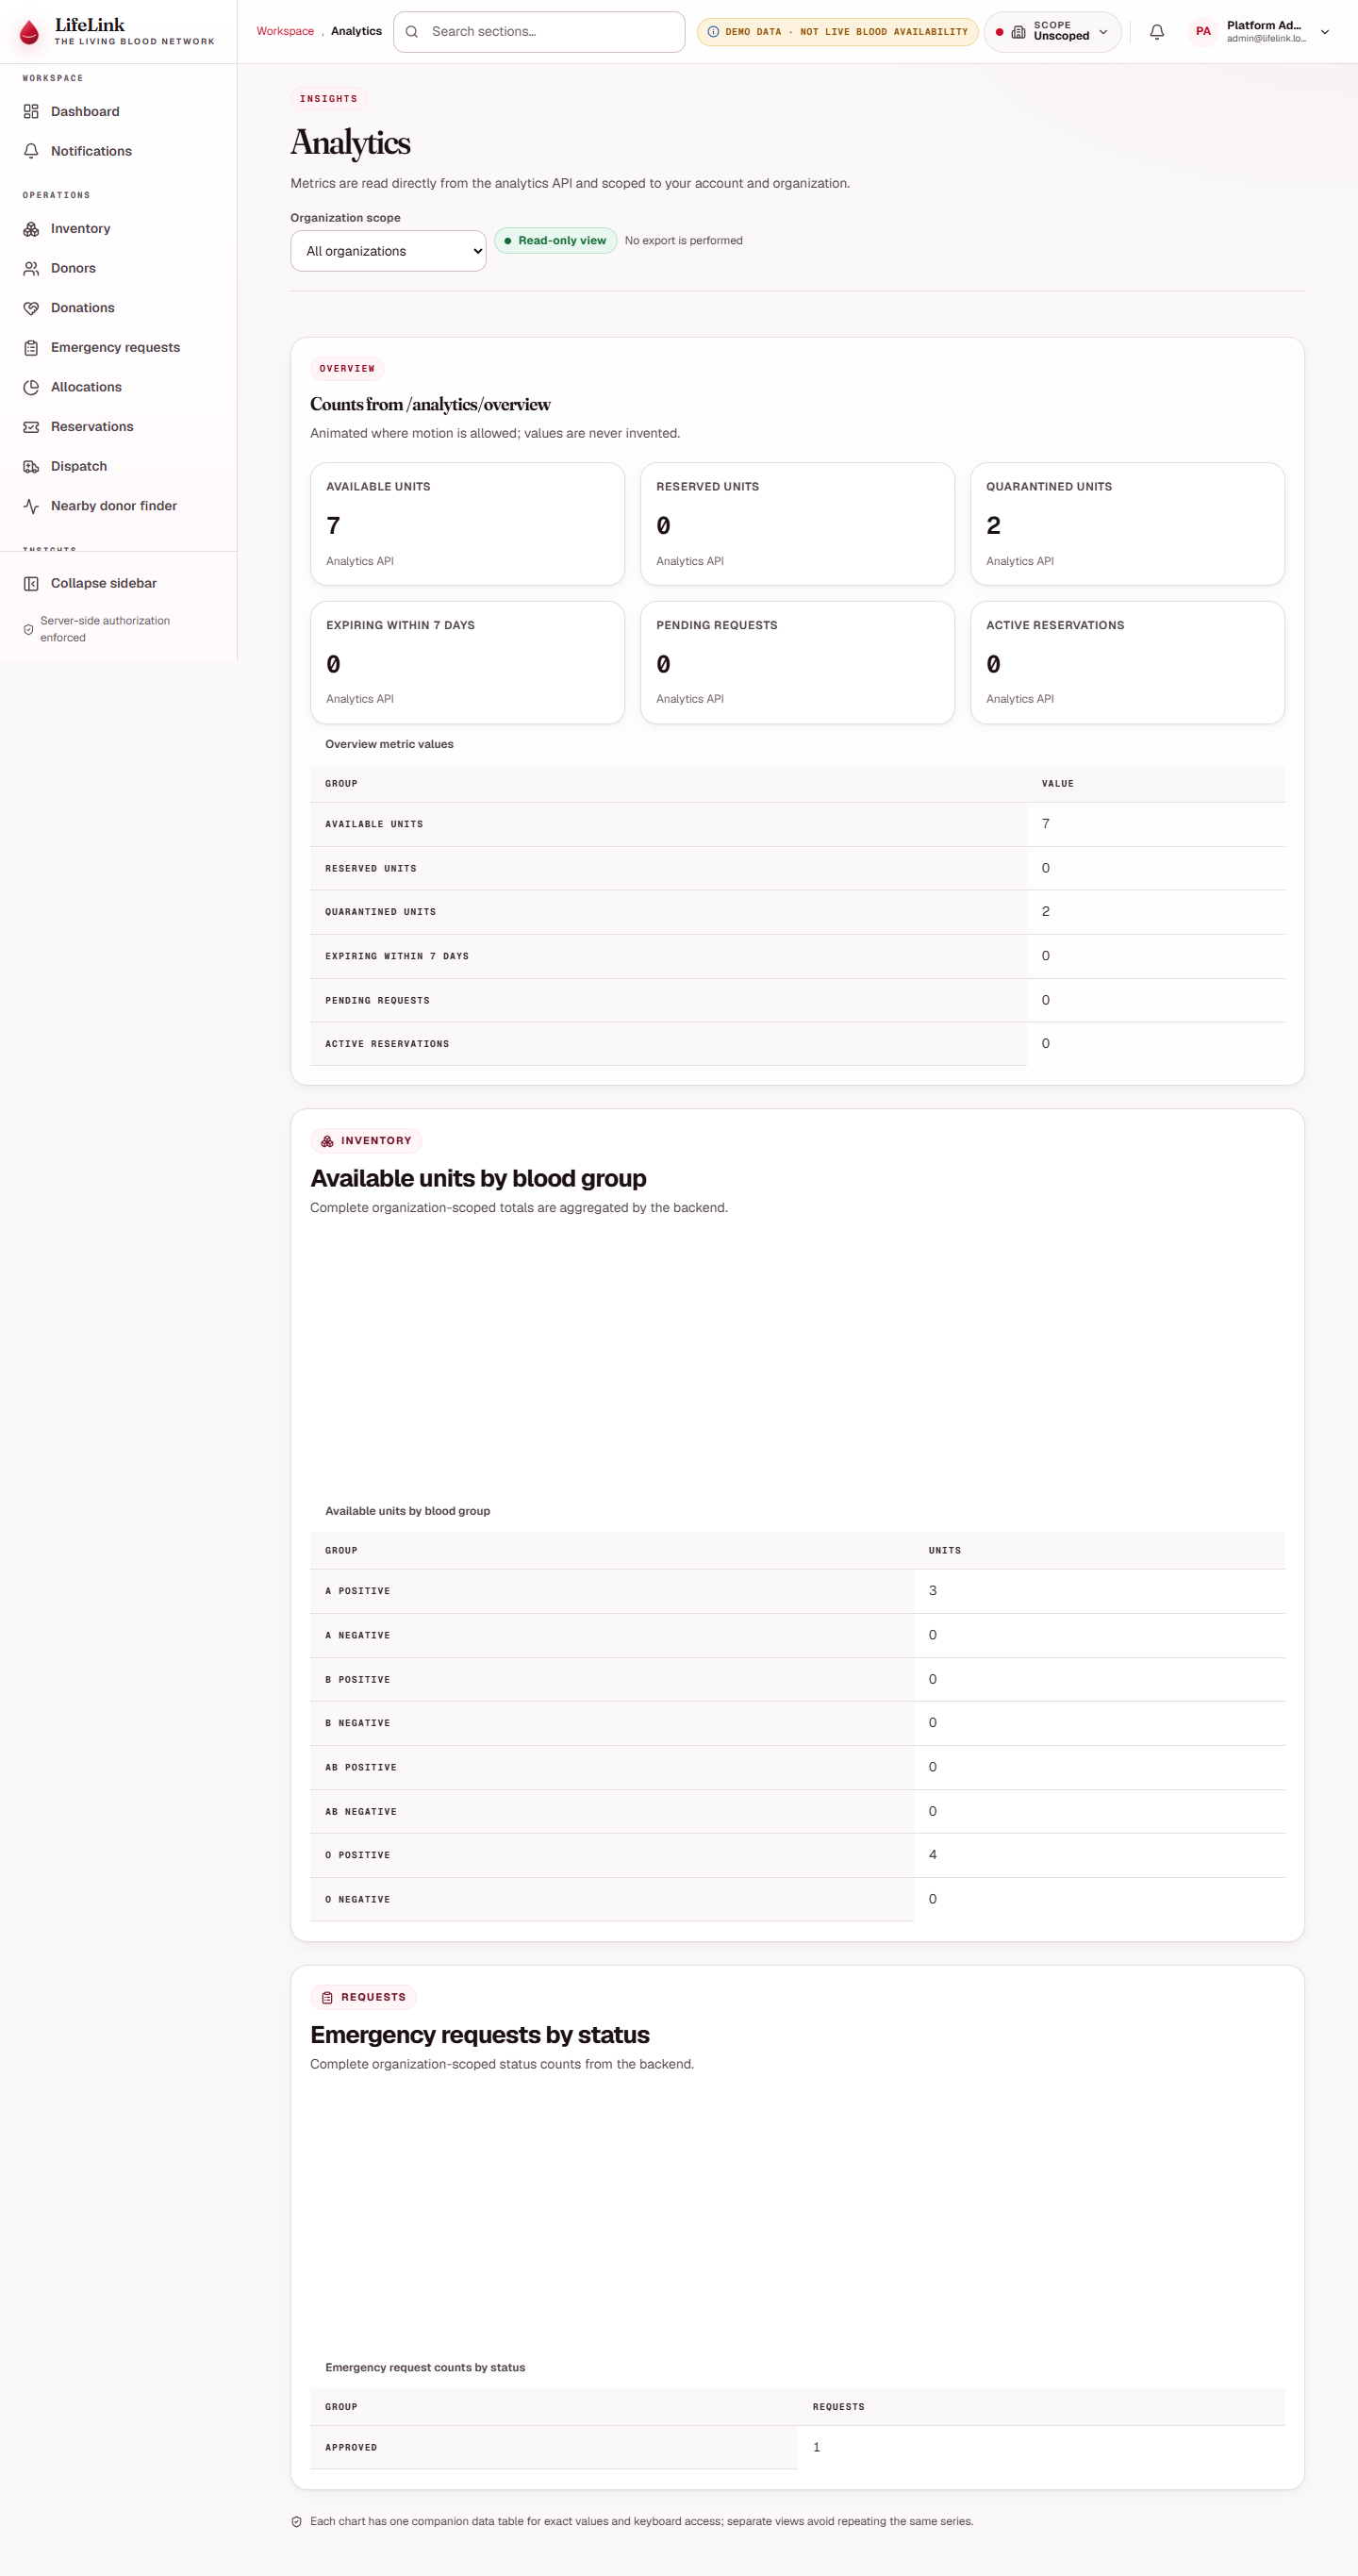 LifeLink
THE LIVING BLOOD NETWORK
Workspace , Analytics
Search sections...
DEMO DATA · NOT LIVE BLOOD AVAILABILITY
SCOPE
Unscoped
PA
Platform Ad...
admin@lifelink.lo...
WORKSPACE
Dashboard
Notifications
OPERATIONS
Inventory
Donors
Donations
Emergency requests
Allocations
Reservations
Dispatch
Nearby donor finder
INSIGHTS
Collapse sidebar
Server-side authorization
enforced
INSIGHTS
Analytics
Metrics are read directly from the analytics API and scoped to your account and organization.
Organization scope
All organizations
Read-only view
No export is performed
OVERVIEW
Counts from /analytics/overview
Animated where motion is allowed; values are never invented.
AVAILABLE UNITS
7
Analytics API
RESERVED UNITS
0
Analytics API
QUARANTINED UNITS
2
Analytics API
EXPIRING WITHIN 7 DAYS
0
Analytics API
PENDING REQUESTS
0
Analytics API
ACTIVE RESERVATIONS
0
Analytics API
Overview metric values
GROUP VALUE
AVAILABLE UNITS 7
RESERVED UNITS 0
QUARANTINED UNITS 2
EXPIRING WITHIN 7 DAYS 0
PENDING REQUESTS 0
ACTIVE RESERVATIONS 0
INVENTORY
Available units by blood group
Complete organization-scoped totals are aggregated by the backend.
Available units by blood group
GROUP UNITS
A POSITIVE 3
A NEGATIVE 0
B POSITIVE 0
B NEGATIVE 0
AB POSITIVE 0
AB NEGATIVE 0
O POSITIVE 4
O NEGATIVE 0
REQUESTS
Emergency requests by status
Complete organization-scoped status counts from the backend.
Emergency request counts by status
GROUP REQUESTS
APPROVED 1
Each chart has one companion data table for exact values and keyboard access; separate views avoid repeating the same series.